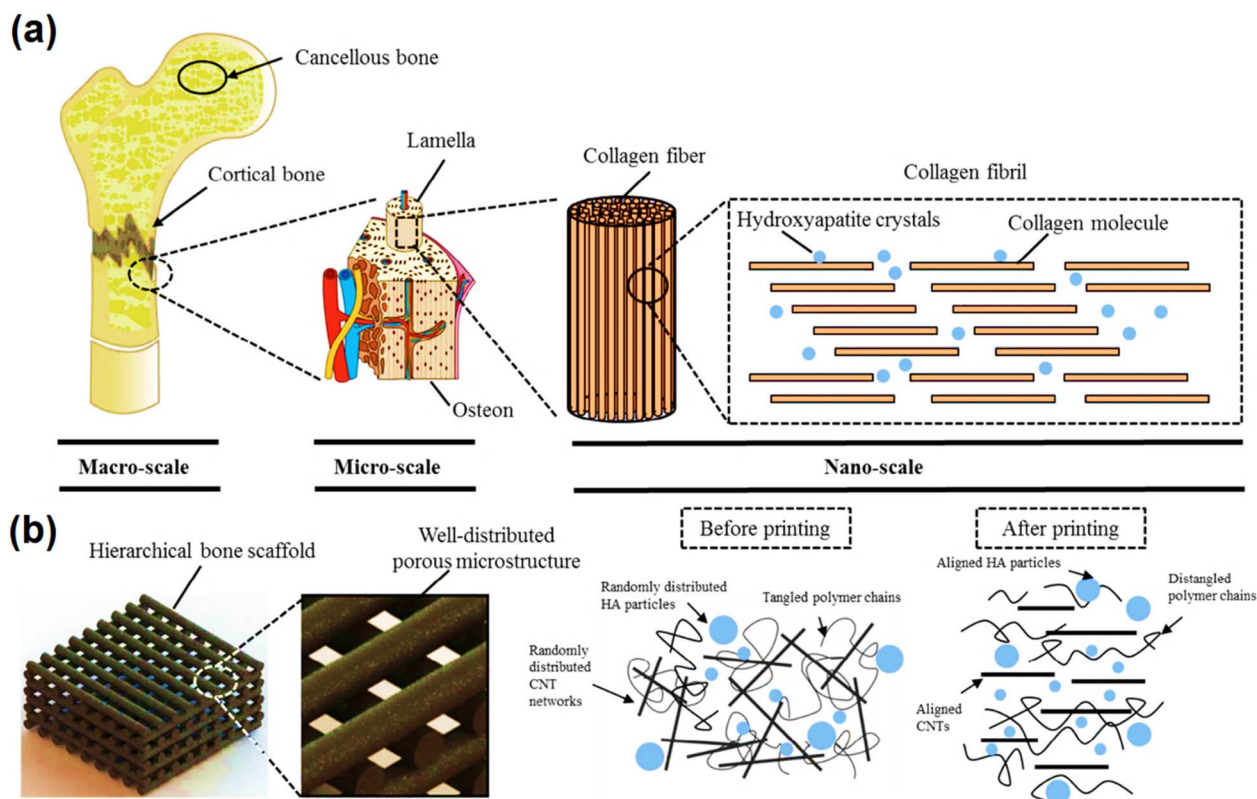 (a)
Cancellous bone
Cortical bone
Lamella
Osteon
Collagen fiber
Collagen fibril
Hydroxyapatite crystals
Collagen molecule
Macro-scale
Micro-scale
Nano-scale
(b)
Hierarchical bone scaffold
Well-distributed
porous microstructure
Before printing
Randomly distributed
HA particles
Tangled polymer chains
Randomly
distributed
CNT
networks
After printing
Aligned HA particles
Distangled
polymer chains
Aligned
CNTs